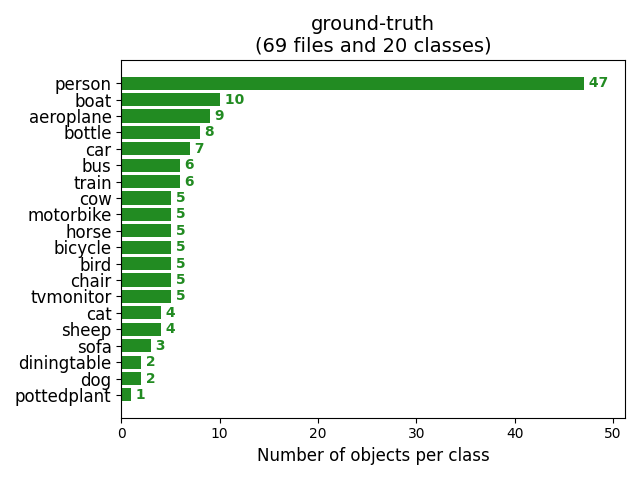 ground-truth
(69 files and 20 classes)
person 47
boat 10
aeroplane 9
bottle 8
car 7
bus 6
train 6
cow 5
motorbike 5
horse 5
bicycle 5
bird 5
chair 5
tvmonitor 5
cat 4
sheep 4
sofa 3
diningtable 2
dog 2
pottedplant 1
0 10 20 30 40 50
Number of objects per class